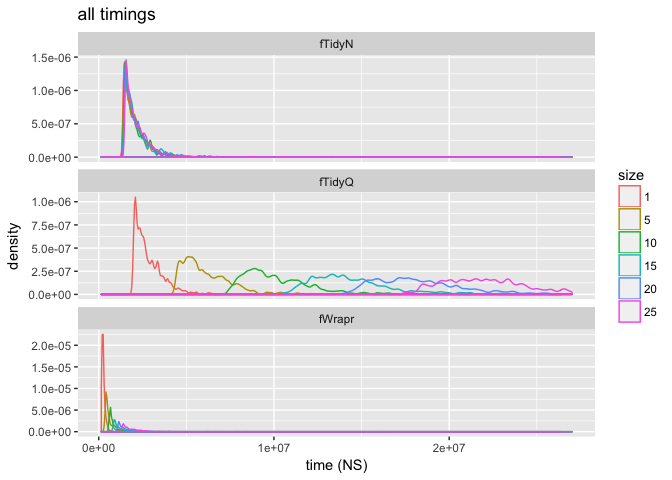 all timings
fTidyN
1.5e-06
1.0e-06
5.0e-07
0.0e+00
fTidyQ
1.0e-06
7.5e-07
5.0e-07
2.5e-07
0.0e+00
fWrapr
2.0e-05
1.5e-05
1.0e-05
5.0e-06
0.0e+00
0e+00
1e+07
2e+07
time (NS)
density
size
1
5
10
15
20
25